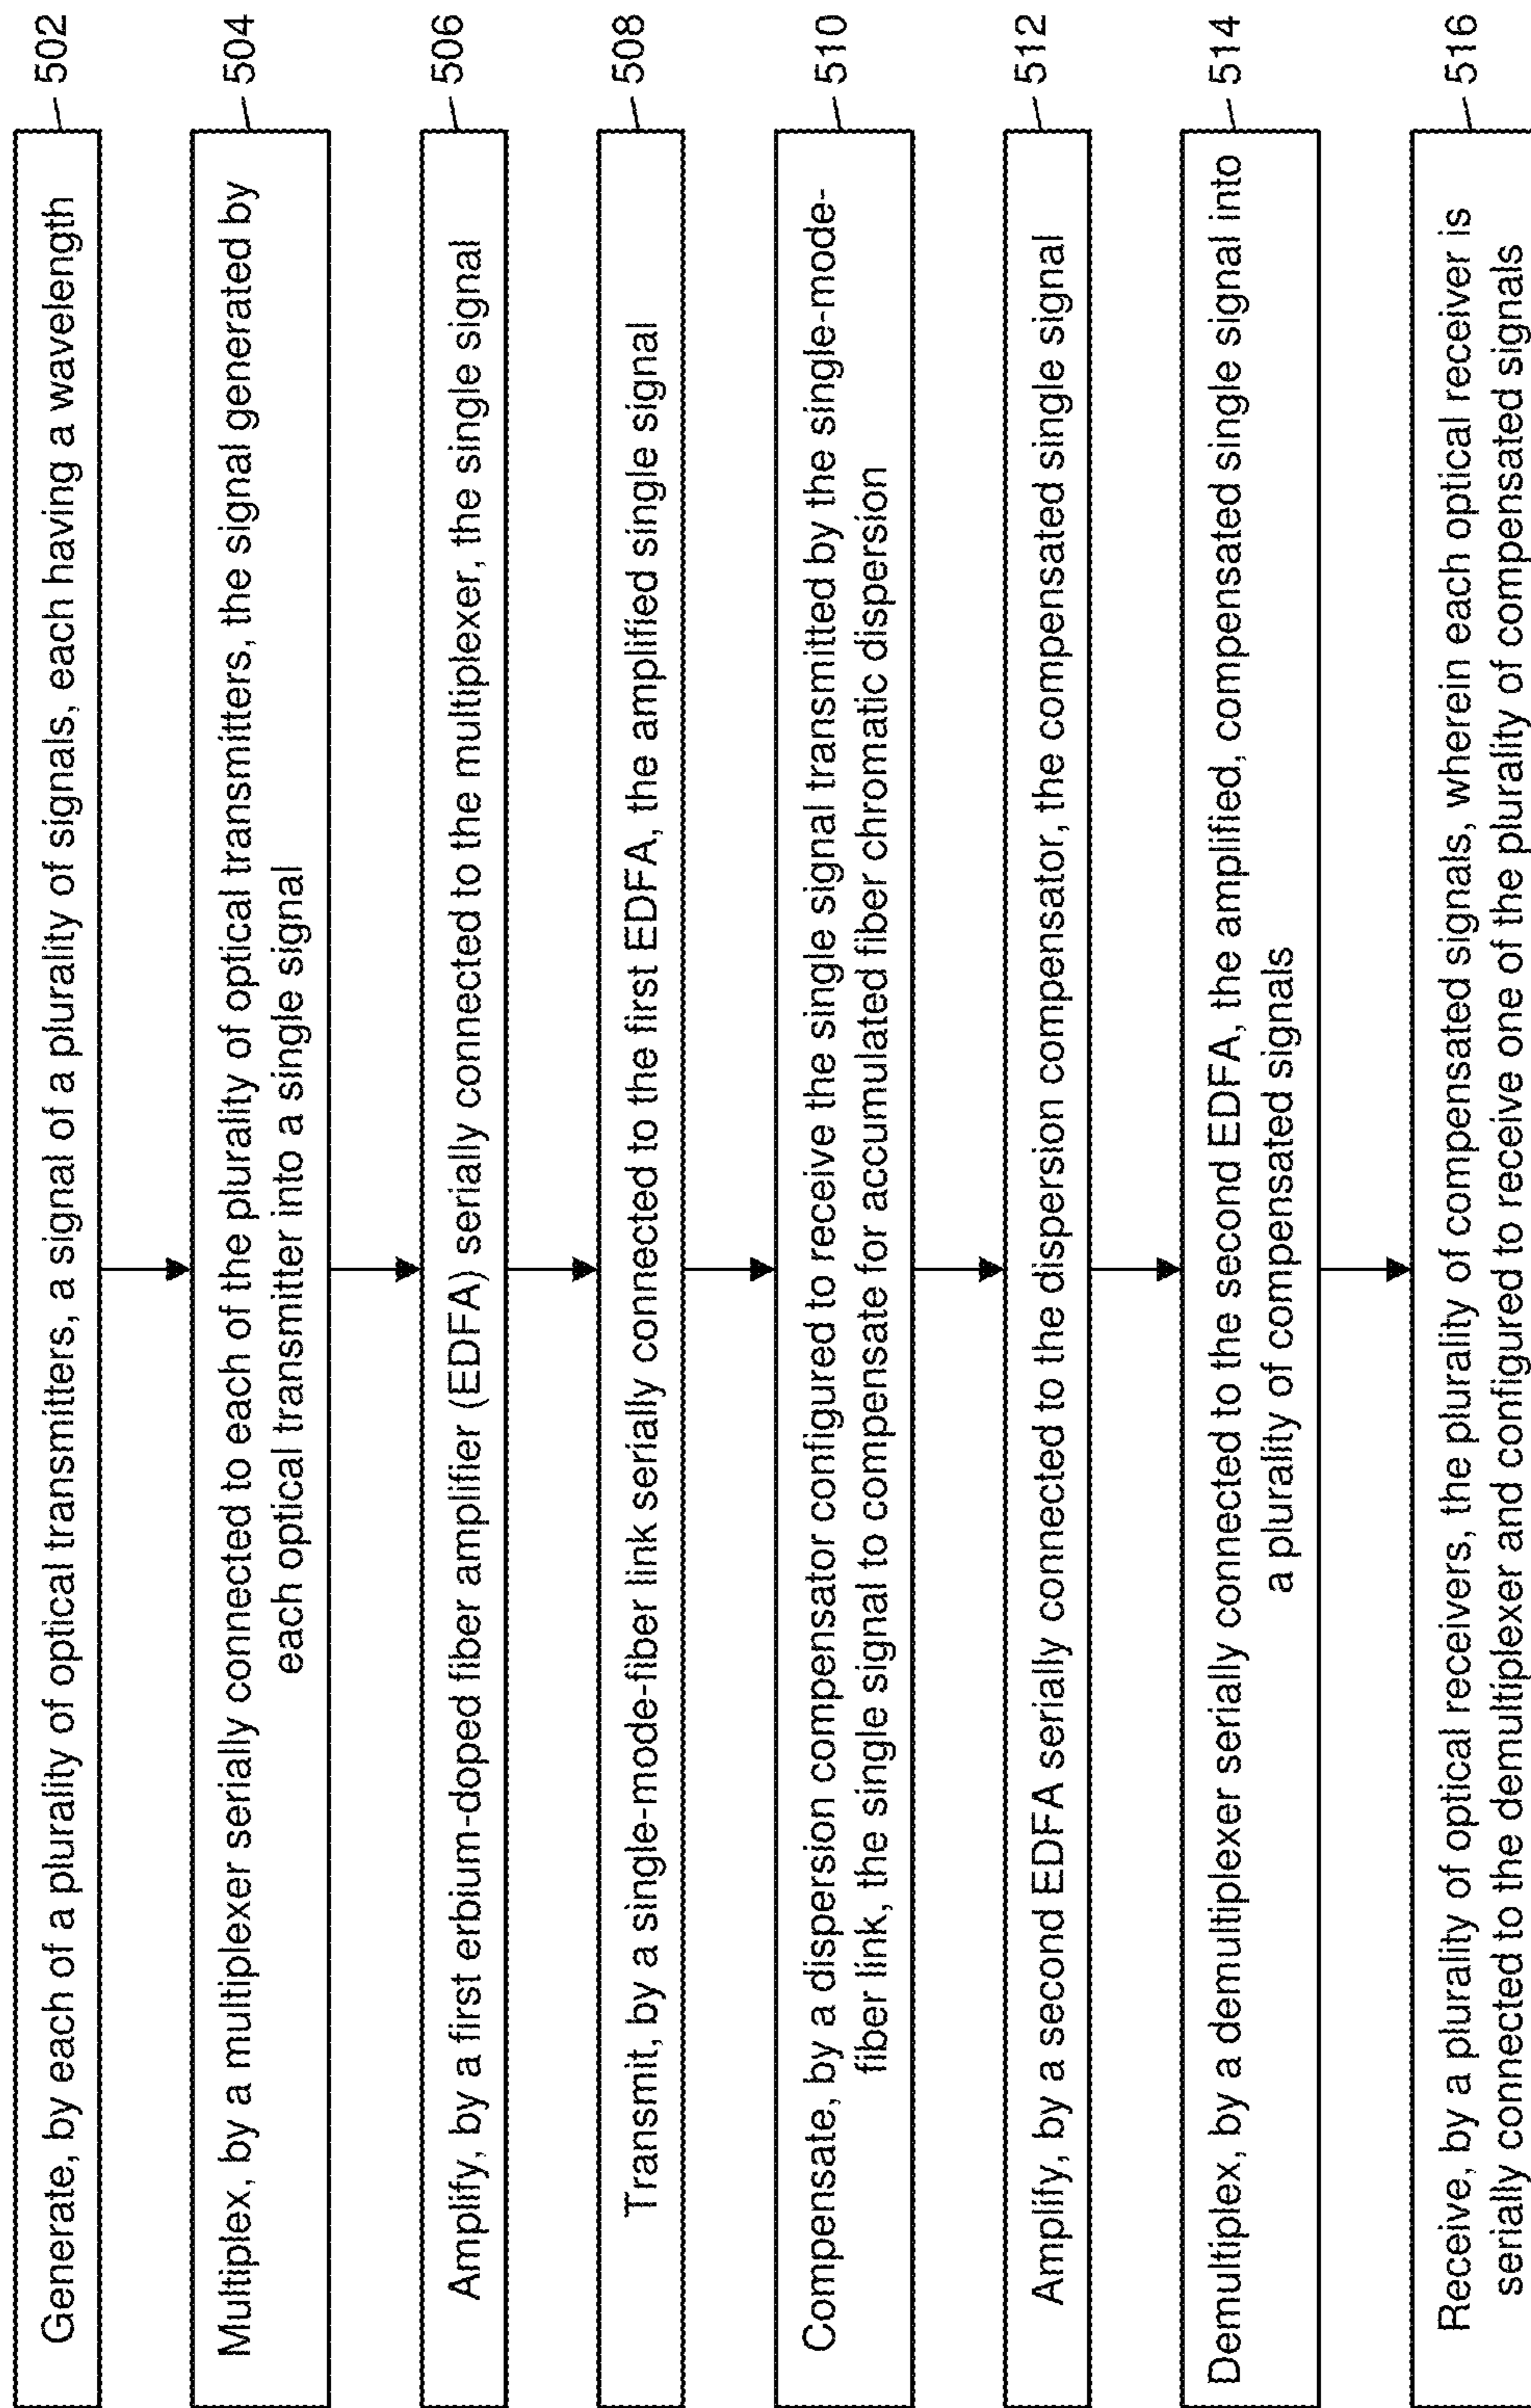 Generate, by each of a plurality of optical transmitters, a signal of a plurality of signals, each having a wavelength
502
Multiplex, by a multiplexer serially connected to each of the plurality of optical transmitters, the signal generated by
each optical transmitter into a single signal
504
Amplify, by a first erbium-doped fiber amplifier (EDFA) serially connected to the multiplexer, the single signal
506
Transmit, by a single-mode-fiber link serially connected to the first EDFA, the amplified single signal
508
Compensate, by a dispersion compensator configured to receive the single signal transmitted by the single-mode-
fiber link, the single signal to compensate for accumulated fiber chromatic dispersion
510
Amplify, by a second EDFA serially connected to the dispersion compensator, the compensated single signal
512
Demultiplex, by a demultiplexer serially connected to the second EDFA, the amplified, compensated single signal into
a plurality of compensated signals
514
Receive, by a plurality of optical receivers, the plurality of compensated signals, wherein each optical receiver is
serially connected to the demultiplexer and configured to receive one of the plurality of compensated signals
516